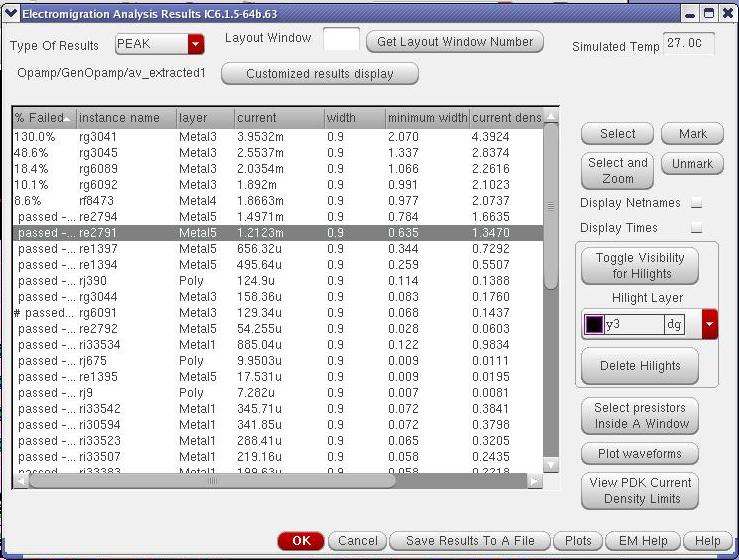 Electromigration Analysis Results IC6.1.5-64b.63
Type Of Results PEAK Layout Window Get Layout Window Number Simulated Temp 27.0C
Opamp/GenOpamp/av_extracted1 Customized results display
% Failed instance name layer current width minimum width current dens
130.0% rg3041 Metal3 3.9532m 0.9 2.070 4.3924
48.6% rg3045 Metal3 2.5537m 0.9 1.337 2.8374
18.4% rg6089 Metal3 2.0354m 0.9 1.066 2.2616
10.1% rg6092 Metal3 1.892m 0.9 0.991 2.1023
8.6% rf8473 Metal4 1.8663m 0.9 0.977 2.0737
passed -... re2794 Metal5 1.4971m 0.9 0.784 1.6635
passed -... re2791 Metal5 1.2123m 0.9 0.635 1.3470
passed -... re1397 Metal5 656.32u 0.9 0.344 0.7292
passed -... re1394 Metal5 495.64u 0.9 0.259 0.5507
passed -... rj390 Poly 124.9u 0.9 0.114 0.1388
passed -... rg3044 Metal3 158.36u 0.9 0.083 0.1760
# passed... rg6091 Metal3 129.34u 0.9 0.068 0.1437
passed -... re2792 Metal5 54.255u 0.9 0.028 0.0603
passed -... ri33534 Metal1 885.04u 0.9 0.122 0.9834
passed -... rj675 Poly 9.9503u 0.9 0.009 0.0111
passed -... re1395 Metal5 17.531u 0.9 0.009 0.0195
passed -... rj9 Poly 7.282u 0.9 0.007 0.0081
passed -... ri33542 Metal1 345.71u 0.9 0.072 0.3841
passed -... ri30594 Metal1 341.85u 0.9 0.072 0.3798
passed -... ri33523 Metal1 288.41u 0.9 0.065 0.3205
passed -... ri33507 Metal1 219.16u 0.9 0.058 0.2435
passed ri33383 Metal1 199.63u 0.9 0.058 0.2218
Select Mark
Select and Zoom Unmark
Display Netnames
Display Times
Toggle Visibility
for Hilights
Hilight Layer
y3 dg
Delete Hilights
Select presistors
Inside A Window
Plot waveforms
View PDK Current
Density Limits
OK Cancel Save Results To A File Plots EM Help Help